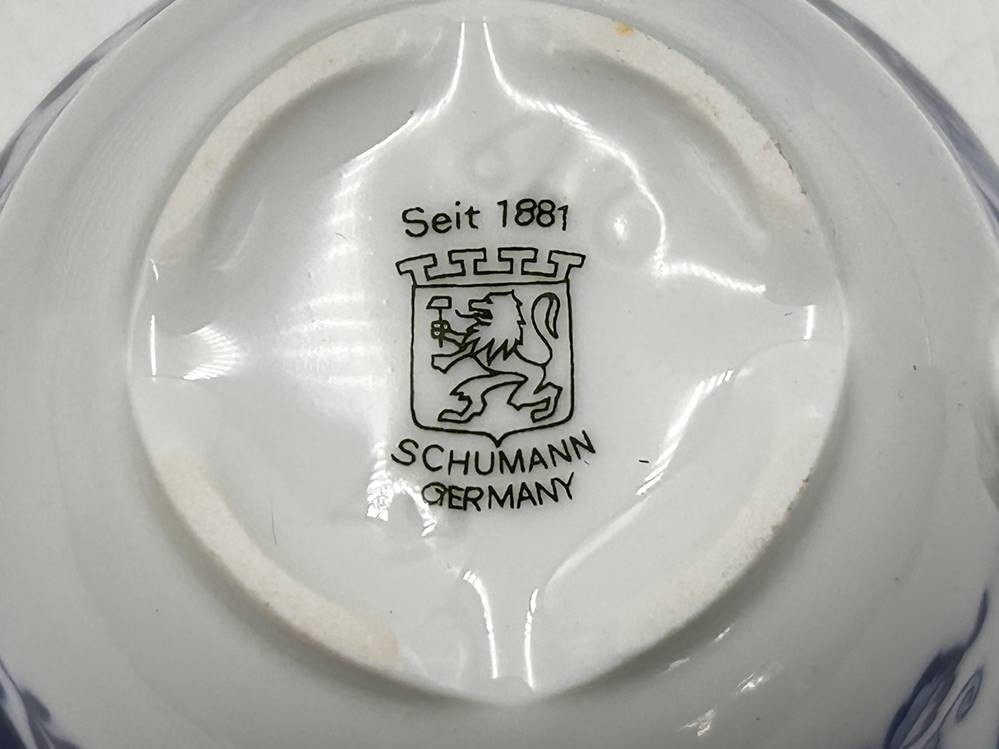 Seit 1881
SCHUMANN
GERMANY